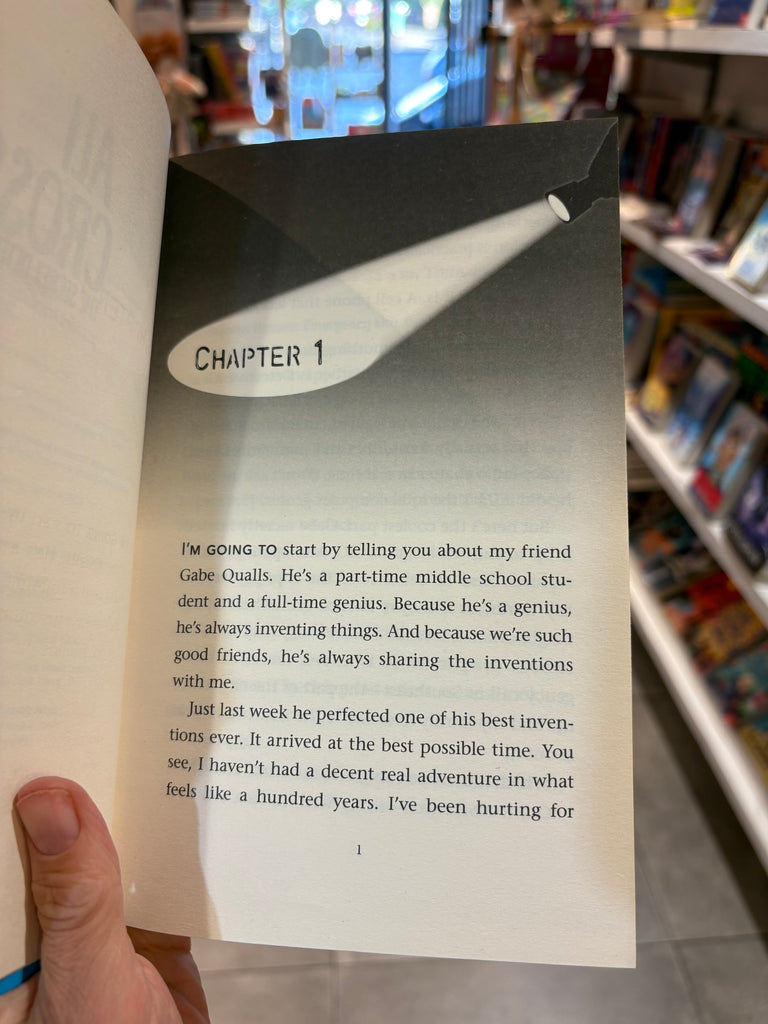 ALI
CROSS
CHAPTER 1
I'M GOING TO start by telling you about my friend
Gabe Qualls. He's a part-time middle school stu-
dent and a full-time genius. Because he's a genius,
he's always inventing things. And because we're such
good friends, he's always sharing the inventions
with me.
Just last week he perfected one of his best inven-
tions ever. It arrived at the best possible time. You
see, I haven't had a decent real adventure in what
feels like a hundred years. I've been hurting for
1